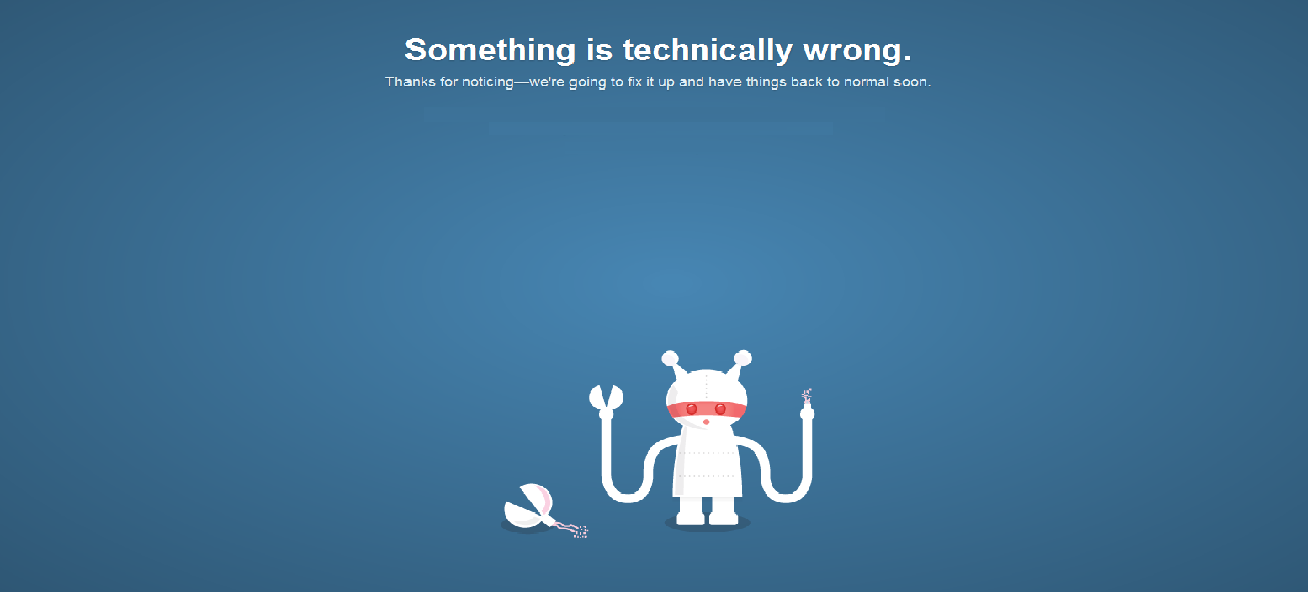 Something is technically wrong.
Thanks for noticing—we're going to fix it up and have things back to normal soon.